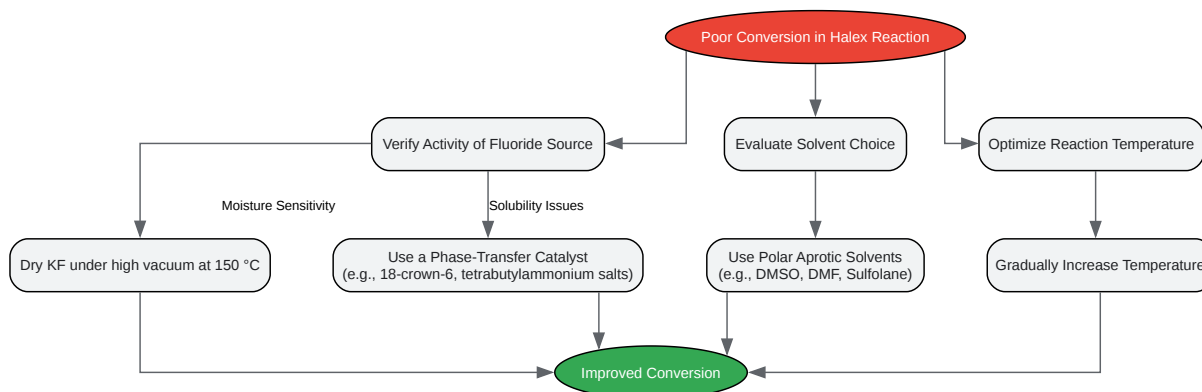 Poor Conversion in Halex Reaction
Verify Activity of Fluoride Source
Evaluate Solvent Choice
Optimize Reaction Temperature
Moisture Sensitivity
Solubility Issues
Dry KF under high vacuum at 150 °C
Use a Phase-Transfer Catalyst
(e.g., 18-crown-6, tetrabutylammonium salts)
Use Polar Aprotic Solvents
(e.g., DMSO, DMF, Sulfolane)
Gradually Increase Temperature
Improved Conversion